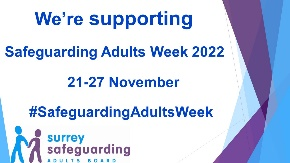 We're supporting
Safeguarding Adults Week 2022
21-27 November
#SafeguardingAdultsWeek
surrey
safeguarding
ADULTS BOARD